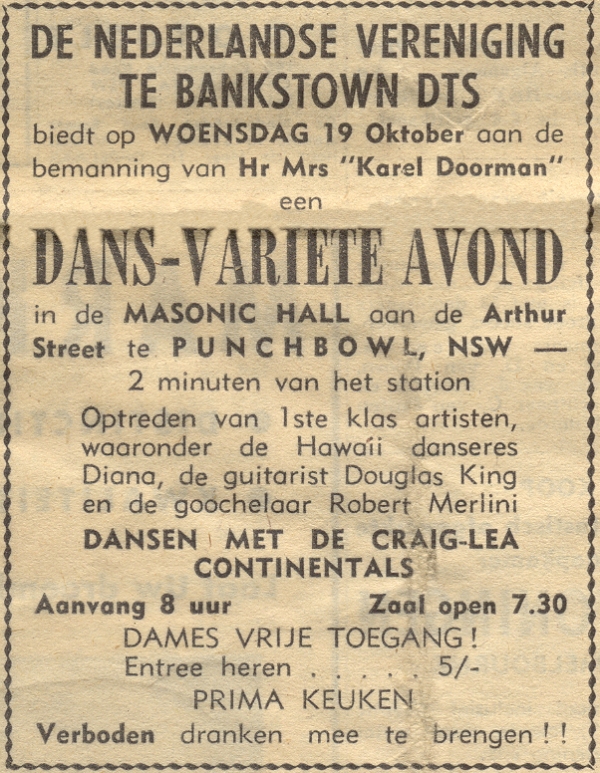 DE NEDERLANDSE VERENIGING
TE BANKSTOWN DTS
biedt op WOENSDAG 19 Oktober aan de
bemanning van Hr Mrs "Karel Doorman"
een
DANS-VARIETE AVOND
in de MASONIC HALL aan de Arthur
Street te PUNCHBOWL, NSW —
2 minuten van het station
Optreden van 1ste klas artisten,
waaronder de Hawaïi danseres
Diana, de guitarist Douglas King
en de goochelaar Robert Merlini
DANSEN MET DE CRAIG-LEA
CONTINENTALS
Aanvang 8 uur Zaal open 7.30
DAMES VRIJE TOEGANG!
Entree heren . . . . . 5/-
PRIMA KEUKEN
Verboden dranken mee te brengen!!